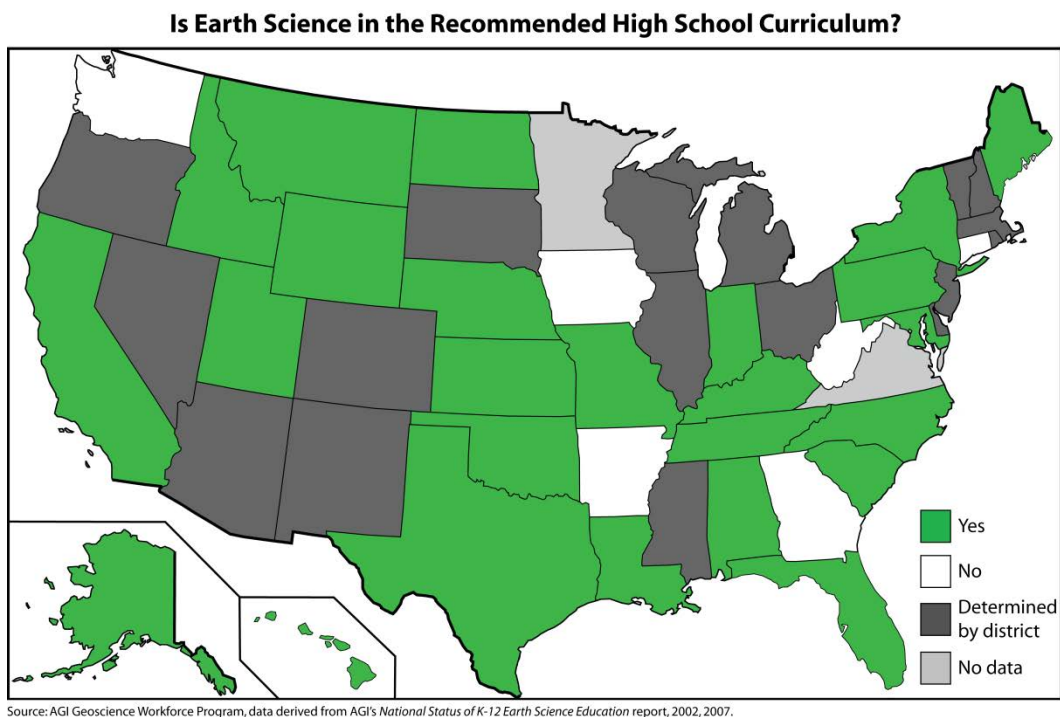 Is Earth Science in the Recommended High School Curriculum?
Yes
No
Determined
by district
No data
Source: AGI Geoscience Workforce Program, data derived from AGI's National Status of K-12 Earth Science Education report, 2002, 2007.